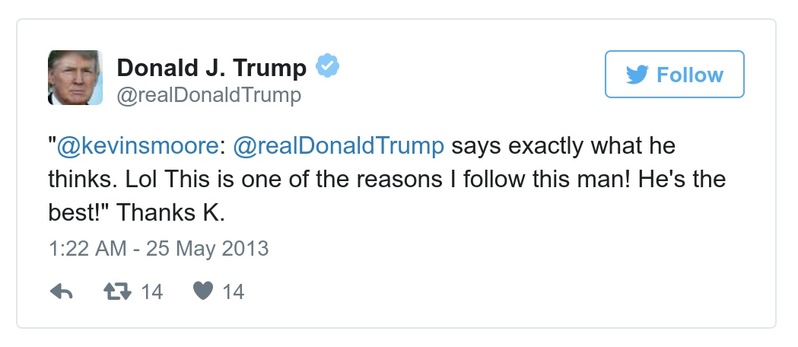 Donald J. Trump
@realDonaldTrump
Follow
"@kevinsmoore: @realDonaldTrump says exactly what he
thinks. Lol This is one of the reasons I follow this man! He's the
best!" Thanks K.
1:22 AM - 25 May 2013
14 14